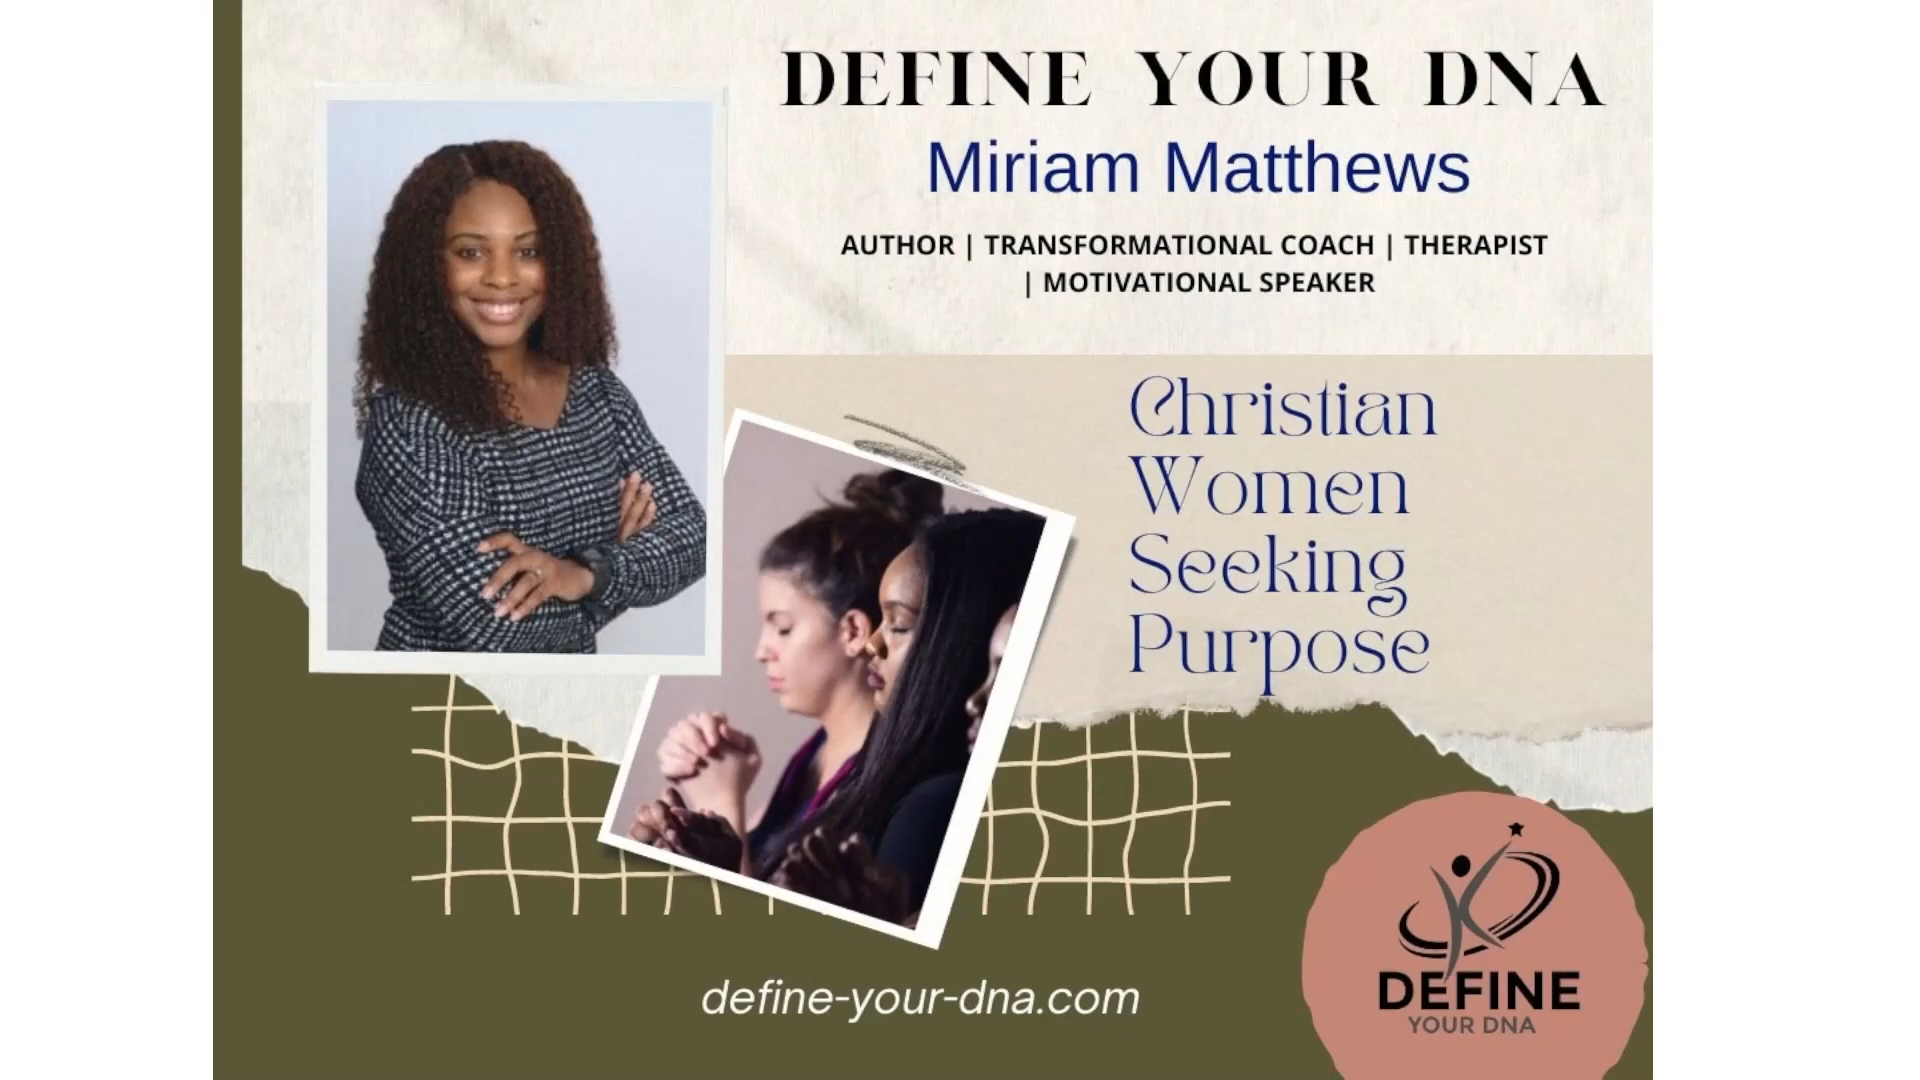 DEFINE YOUR DNA
Miriam Matthews
AUTHOR | TRANSFORMATIONAL COACH | THERAPIST
| MOTIVATIONAL SPEAKER
Christian
Women
Seeking
Purpose
define-your-dna.com
DEFINE
YOUR DNA